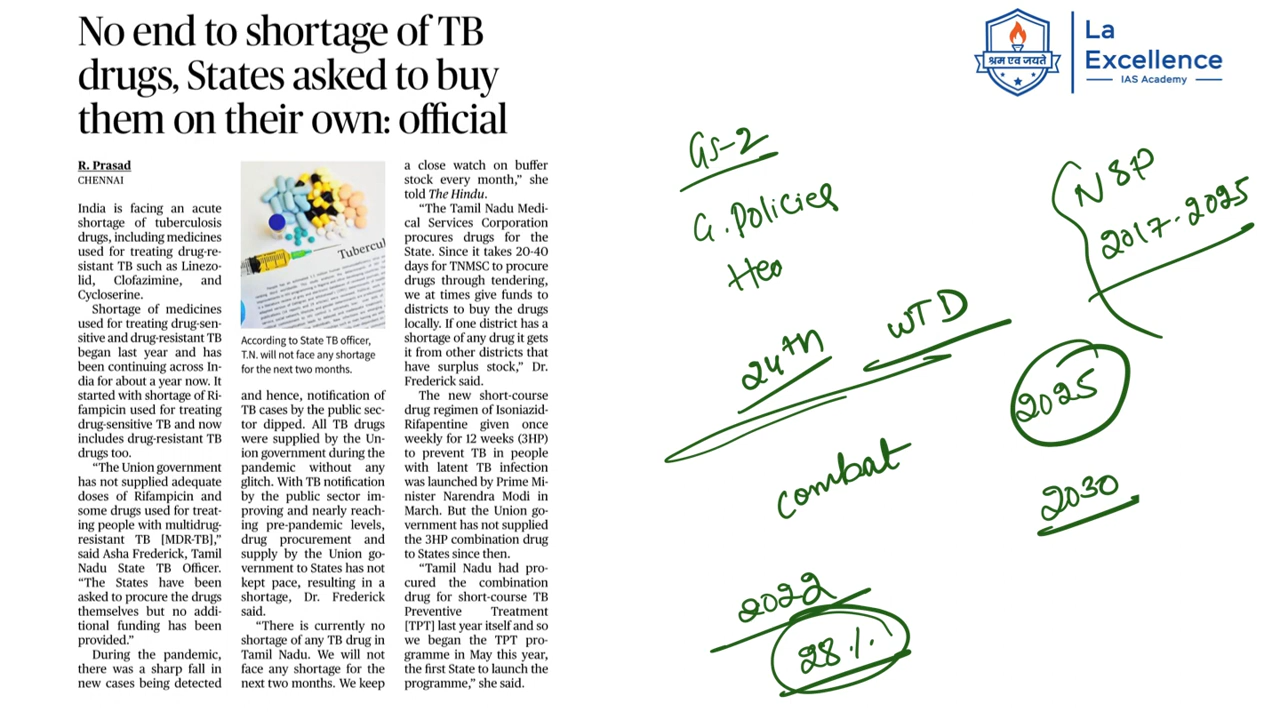 No end to shortage of TB
drugs, States asked to buy
them on their own: official
R. Prasad
CHENNAI
India is facing an acute
shortage of tuberculosis
drugs, including medicines
used for treating drug-re-
sistant TB such as Linezo-
lid, Clofazimine, and
Cycloserine.
Shortage of medicines
used for treating drug-sen-
sitive and drug-resistant TB
began last year and has
been continuing across In-
dia for about a year now. It
started with shortage of Ri-
fampicin used for treating
drug-sensitive TB and now
includes drug-resistant TB
drugs too.
“The Union government
has not supplied adequate
doses of Rifampicin and
some drugs used for treat-
ing people with multidrug-
resistant TB [MDR-TB],”
said Asha Frederick, Tamil
Nadu State TB Officer.
“The States have been
asked to procure the drugs
themselves but no addi-
tional funding has been
provided.”
During the pandemic,
there was a sharp fall in
new cases being detected
Tubercul
According to State TB officer,
T.N. will not face any shortage
for the next two months.
and hence, notification of
TB cases by the public sec-
tor dipped. All TB drugs
were supplied by the Un-
ion government during the
pandemic without any
glitch. With TB notification
by the public sector im-
proving and nearly reach-
ing pre-pandemic levels,
drug procurement and
supply by the Union go-
vernment to States has not
kept pace, resulting in a
shortage, Dr. Frederick
said.
“There is currently no
shortage of any TB drug in
Tamil Nadu. We will not
face any shortage for the
next two months. We keep
a close watch on buffer
stock every month,” she
told The Hindu.
“The Tamil Nadu Medi-
cal Services Corporation
procures drugs for the
State. Since it takes 20-40
days for TNMSC to procure
drugs through tendering,
we at times give funds to
districts to buy the drugs
locally. If one district has a
shortage of any drug it gets
it from other districts that
have surplus stock,” Dr.
Frederick said.
The new short-course
drug regimen of Isoniazid-
Rifapentine given once
weekly for 12 weeks (3HP)
to prevent TB in people
with latent TB infection
was launched by Prime Mi-
nister Narendra Modi in
March. But the Union go-
vernment has not supplied
the 3HP combination drug
to States since then.
“Tamil Nadu had pro-
cured the combination
drug for short-course TB
Preventive Treatment
[TPT] last year itself and so
we began the TPT pro-
gramme in May this year,
the first State to launch the
programme,” she said.
श्रम एव जयते
La
Excellence
IAS Academy
GS-2
G. Policies
Hea
NSP
2017-2025
24th WTD
2025
combat
2030
2022
28%